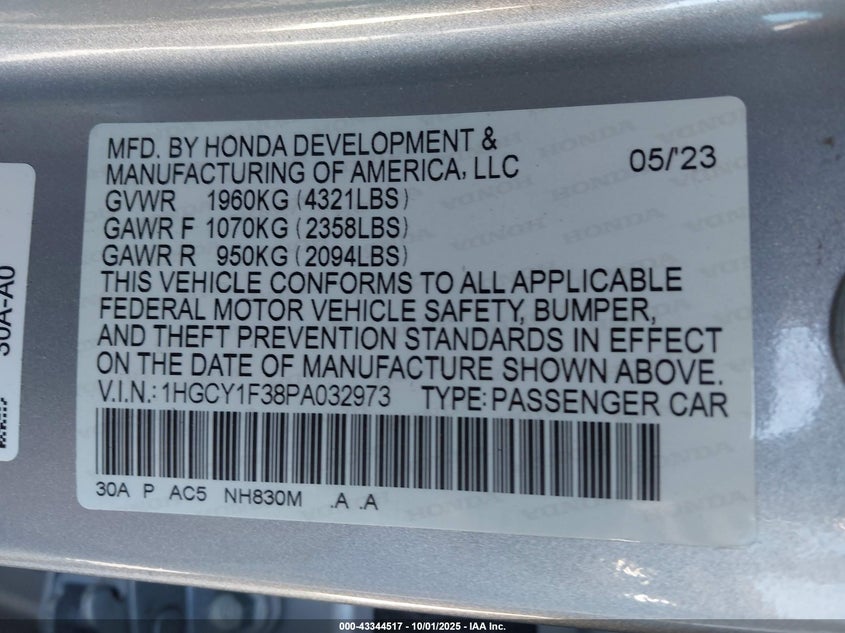 MFD. BY HONDA DEVELOPMENT &
MANUFACTURING OF AMERICA, LLC 05/'23
GVWR 1960KG (4321LBS)
GAWR F 1070KG (2358LBS)
GAWR R 950KG (2094LBS)
THIS VEHICLE CONFORMS TO ALL APPLICABLE
FEDERAL MOTOR VEHICLE SAFETY, BUMPER,
AND THEFT PREVENTION STANDARDS IN EFFECT
ON THE DATE OF MANUFACTURE SHOWN ABOVE.
V.I.N.: 1HGCY1F38PA032973 TYPE: PASSENGER CAR
30A P AC5 NH830M .A .A
30A-A0
000-43344517 - 10/01/2025 - IAA Inc.